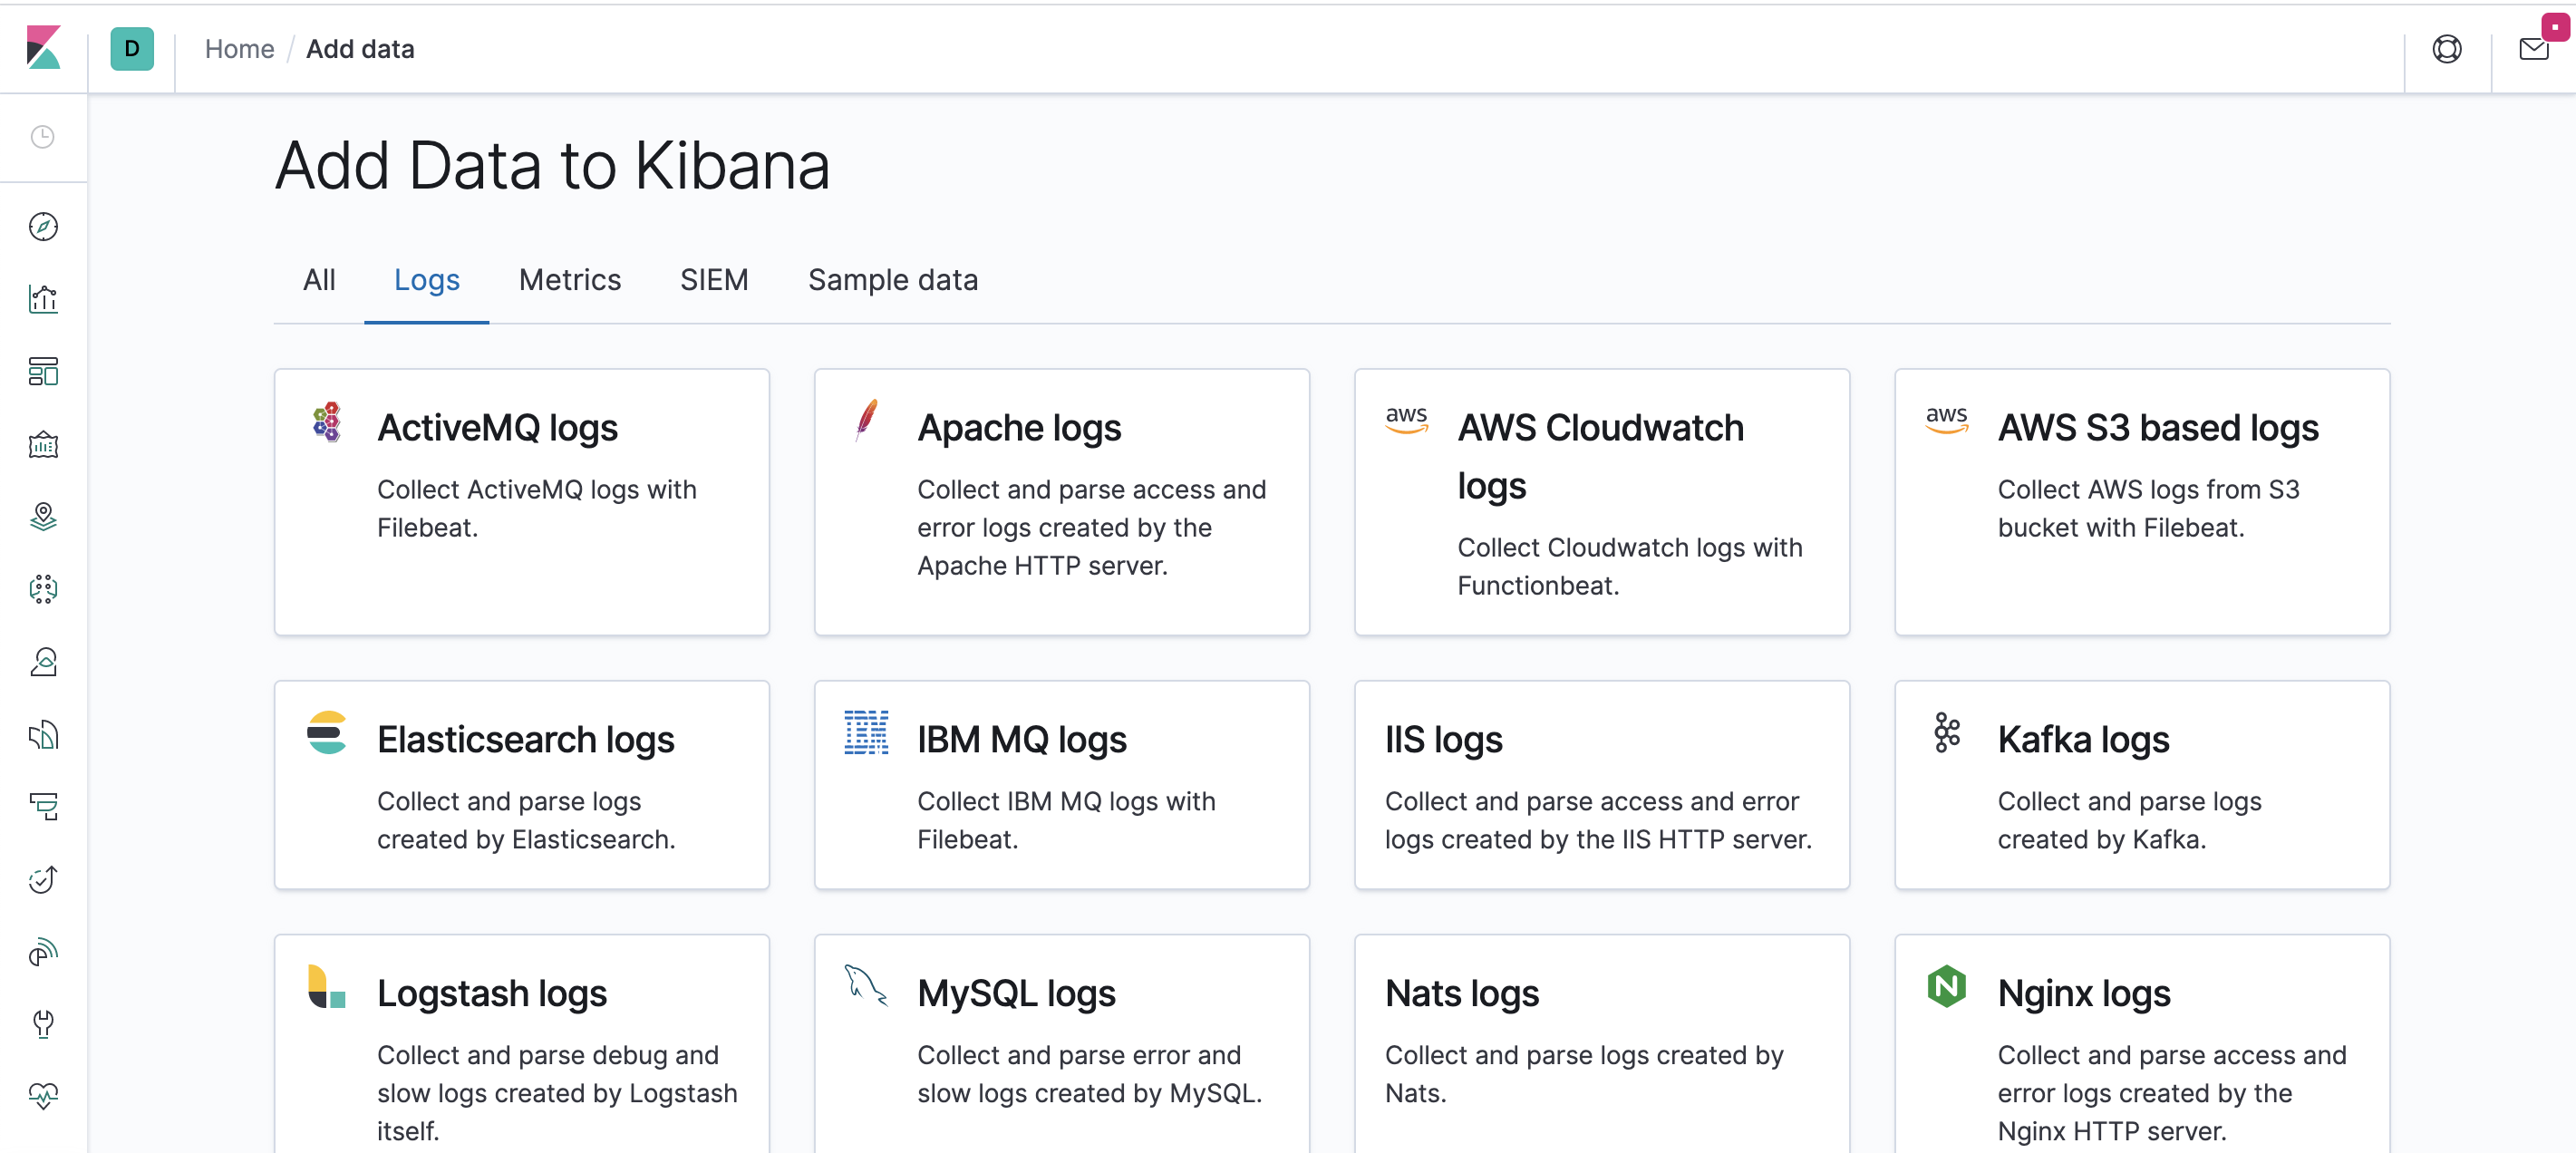 D
Home / Add data
Add Data to Kibana
All
Logs
Metrics
SIEM
Sample data
ActiveMQ logs
Collect ActiveMQ logs with
Filebeat.
Apache logs
Collect and parse access and
error logs created by the
Apache HTTP server.
aws
AWS Cloudwatch
logs
Collect Cloudwatch logs with
Functionbeat.
aws
AWS S3 based logs
Collect AWS logs from S3
bucket with Filebeat.
Elasticsearch logs
Collect and parse logs
created by Elasticsearch.
IBM
IBM MQ logs
Collect IBM MQ logs with
Filebeat.
IIS logs
Collect and parse access and error
logs created by the IIS HTTP server.
Kafka logs
Collect and parse logs
created by Kafka.
Logstash logs
Collect and parse debug and
slow logs created by Logstash
itself.
MySQL logs
Collect and parse error and
slow logs created by MySQL.
Nats logs
Collect and parse logs created by
Nats.
N
Nginx logs
Collect and parse access and
error logs created by the
Nginx HTTP server.